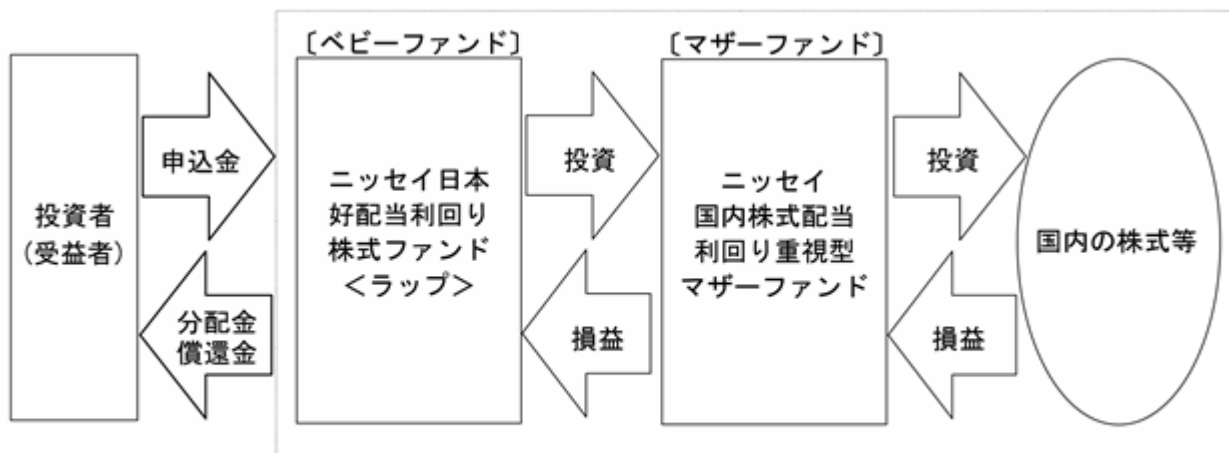 〔ベビーファンド〕
〔マザーファンド〕
投資者
（受益者）
申込金
分配金
償還金
ニッセイ日本
好配当利回り
株式ファンド
＜ラップ＞
投資
損益
ニッセイ
国内株式配当
利回り重視型
マザーファンド
投資
損益
国内の株式等